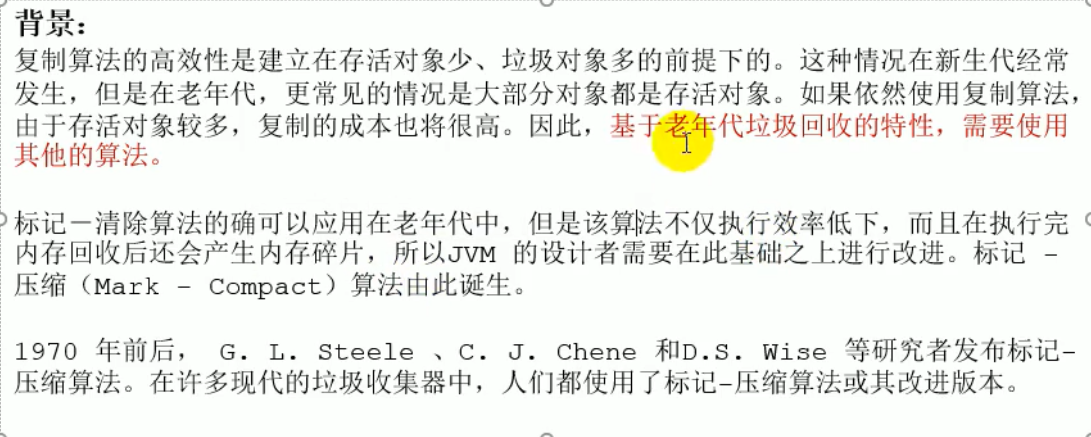 背景：
复制算法的高效性是建立在存活对象少、垃圾对象多的前提下的。这种情况在新生代经常
发生，但是在老年代，更常见的情况是大部分对象都是存活对象。如果依然使用复制算法，
由于存活对象较多，复制的成本也将很高。因此，基于老年代垃圾回收的特性，需要使用
其他的算法。
标记－清除算法的确可以应用在老年代中，但是该算法不仅执行效率低下，而且在执行完
内存回收后还会产生内存碎片，所以JVM 的设计者需要在此基础之上进行改进。标记 -
压缩（Mark - Compact）算法由此诞生。
1970 年前后， G. L. Steele 、C. J. Chene 和D.S. Wise 等研究者发布标记-
压缩算法。在许多现代的垃圾收集器中，人们都使用了标记-压缩算法或其改进版本。